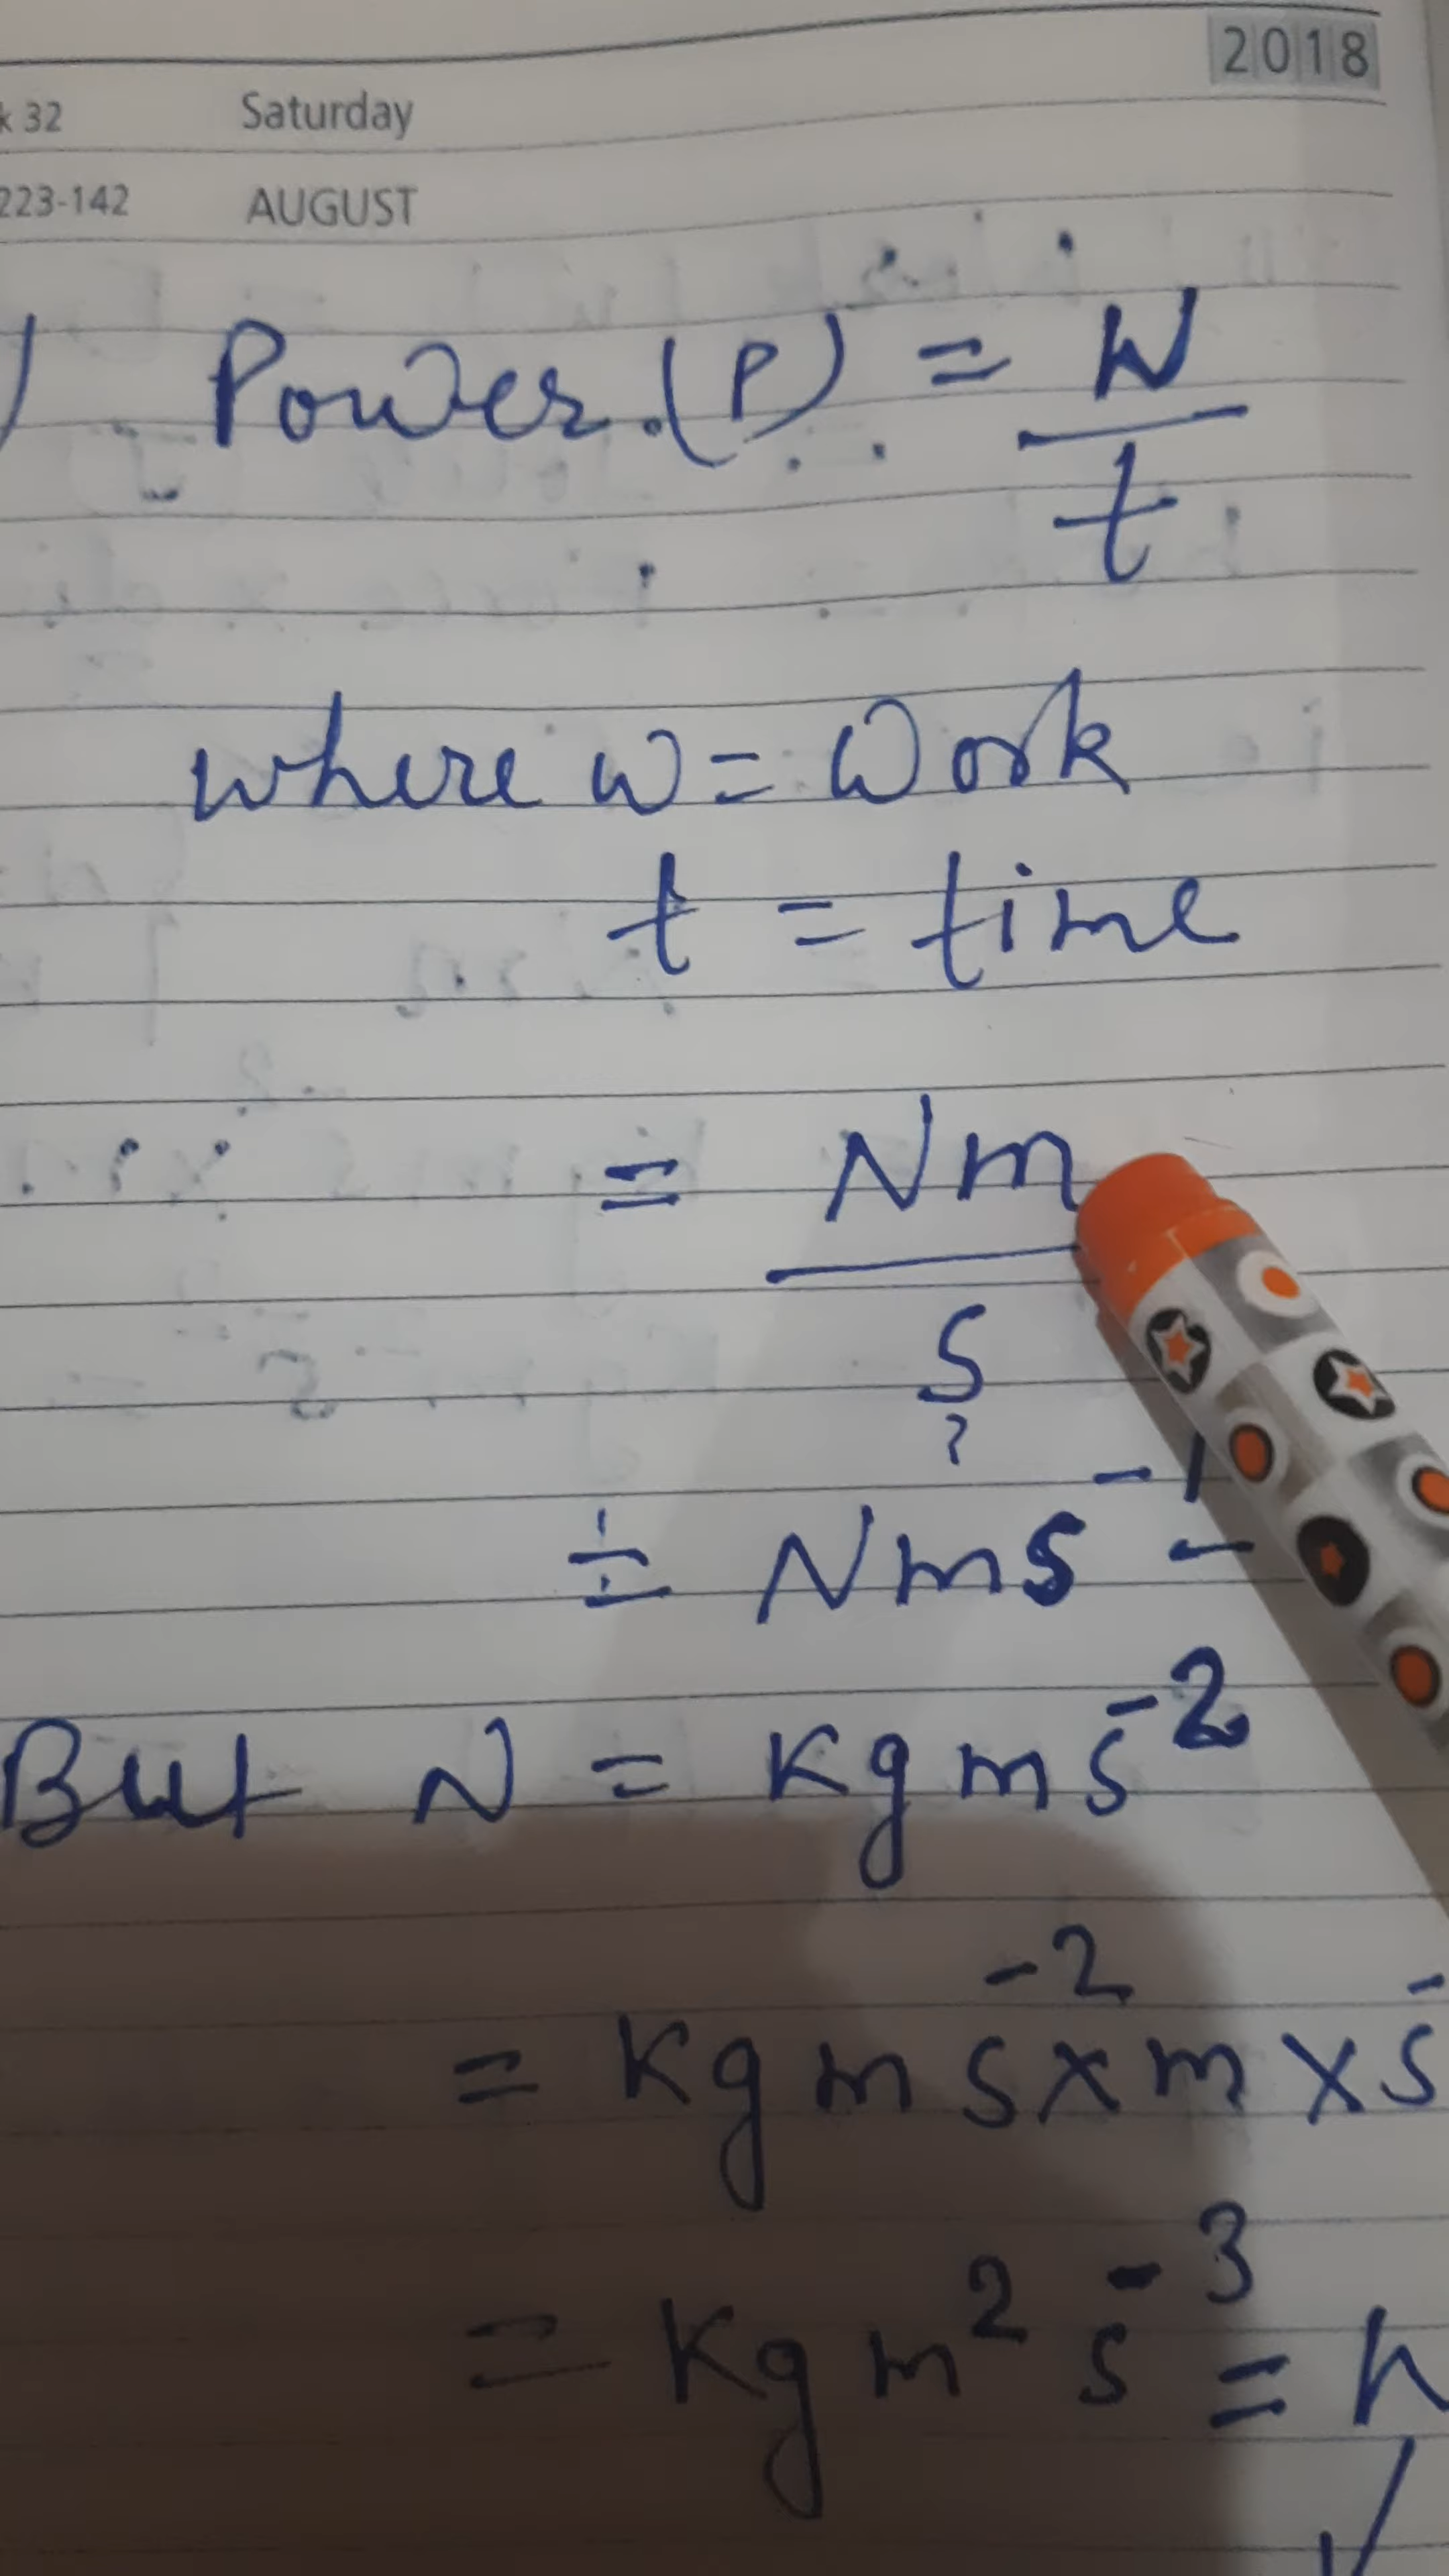 2018
k 32 Saturday
223-142 AUGUST
) Power.(P) = W
t
where w = Work
t = time
= Nm
S
= Nms⁻¹
But N = Kgms⁻²
= Kgms⁻² x m x s⁻
= Kgm²s⁻³ =